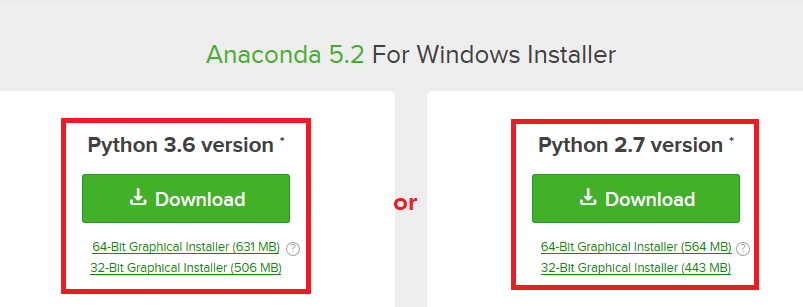 Anaconda 5.2 For Windows Installer
Python 3.6 version *
Download
64-Bit Graphical Installer (631 MB) ?
32-Bit Graphical Installer (506 MB)
or
Python 2.7 version *
Download
64-Bit Graphical Installer (564 MB) ?
32-Bit Graphical Installer (443 MB)